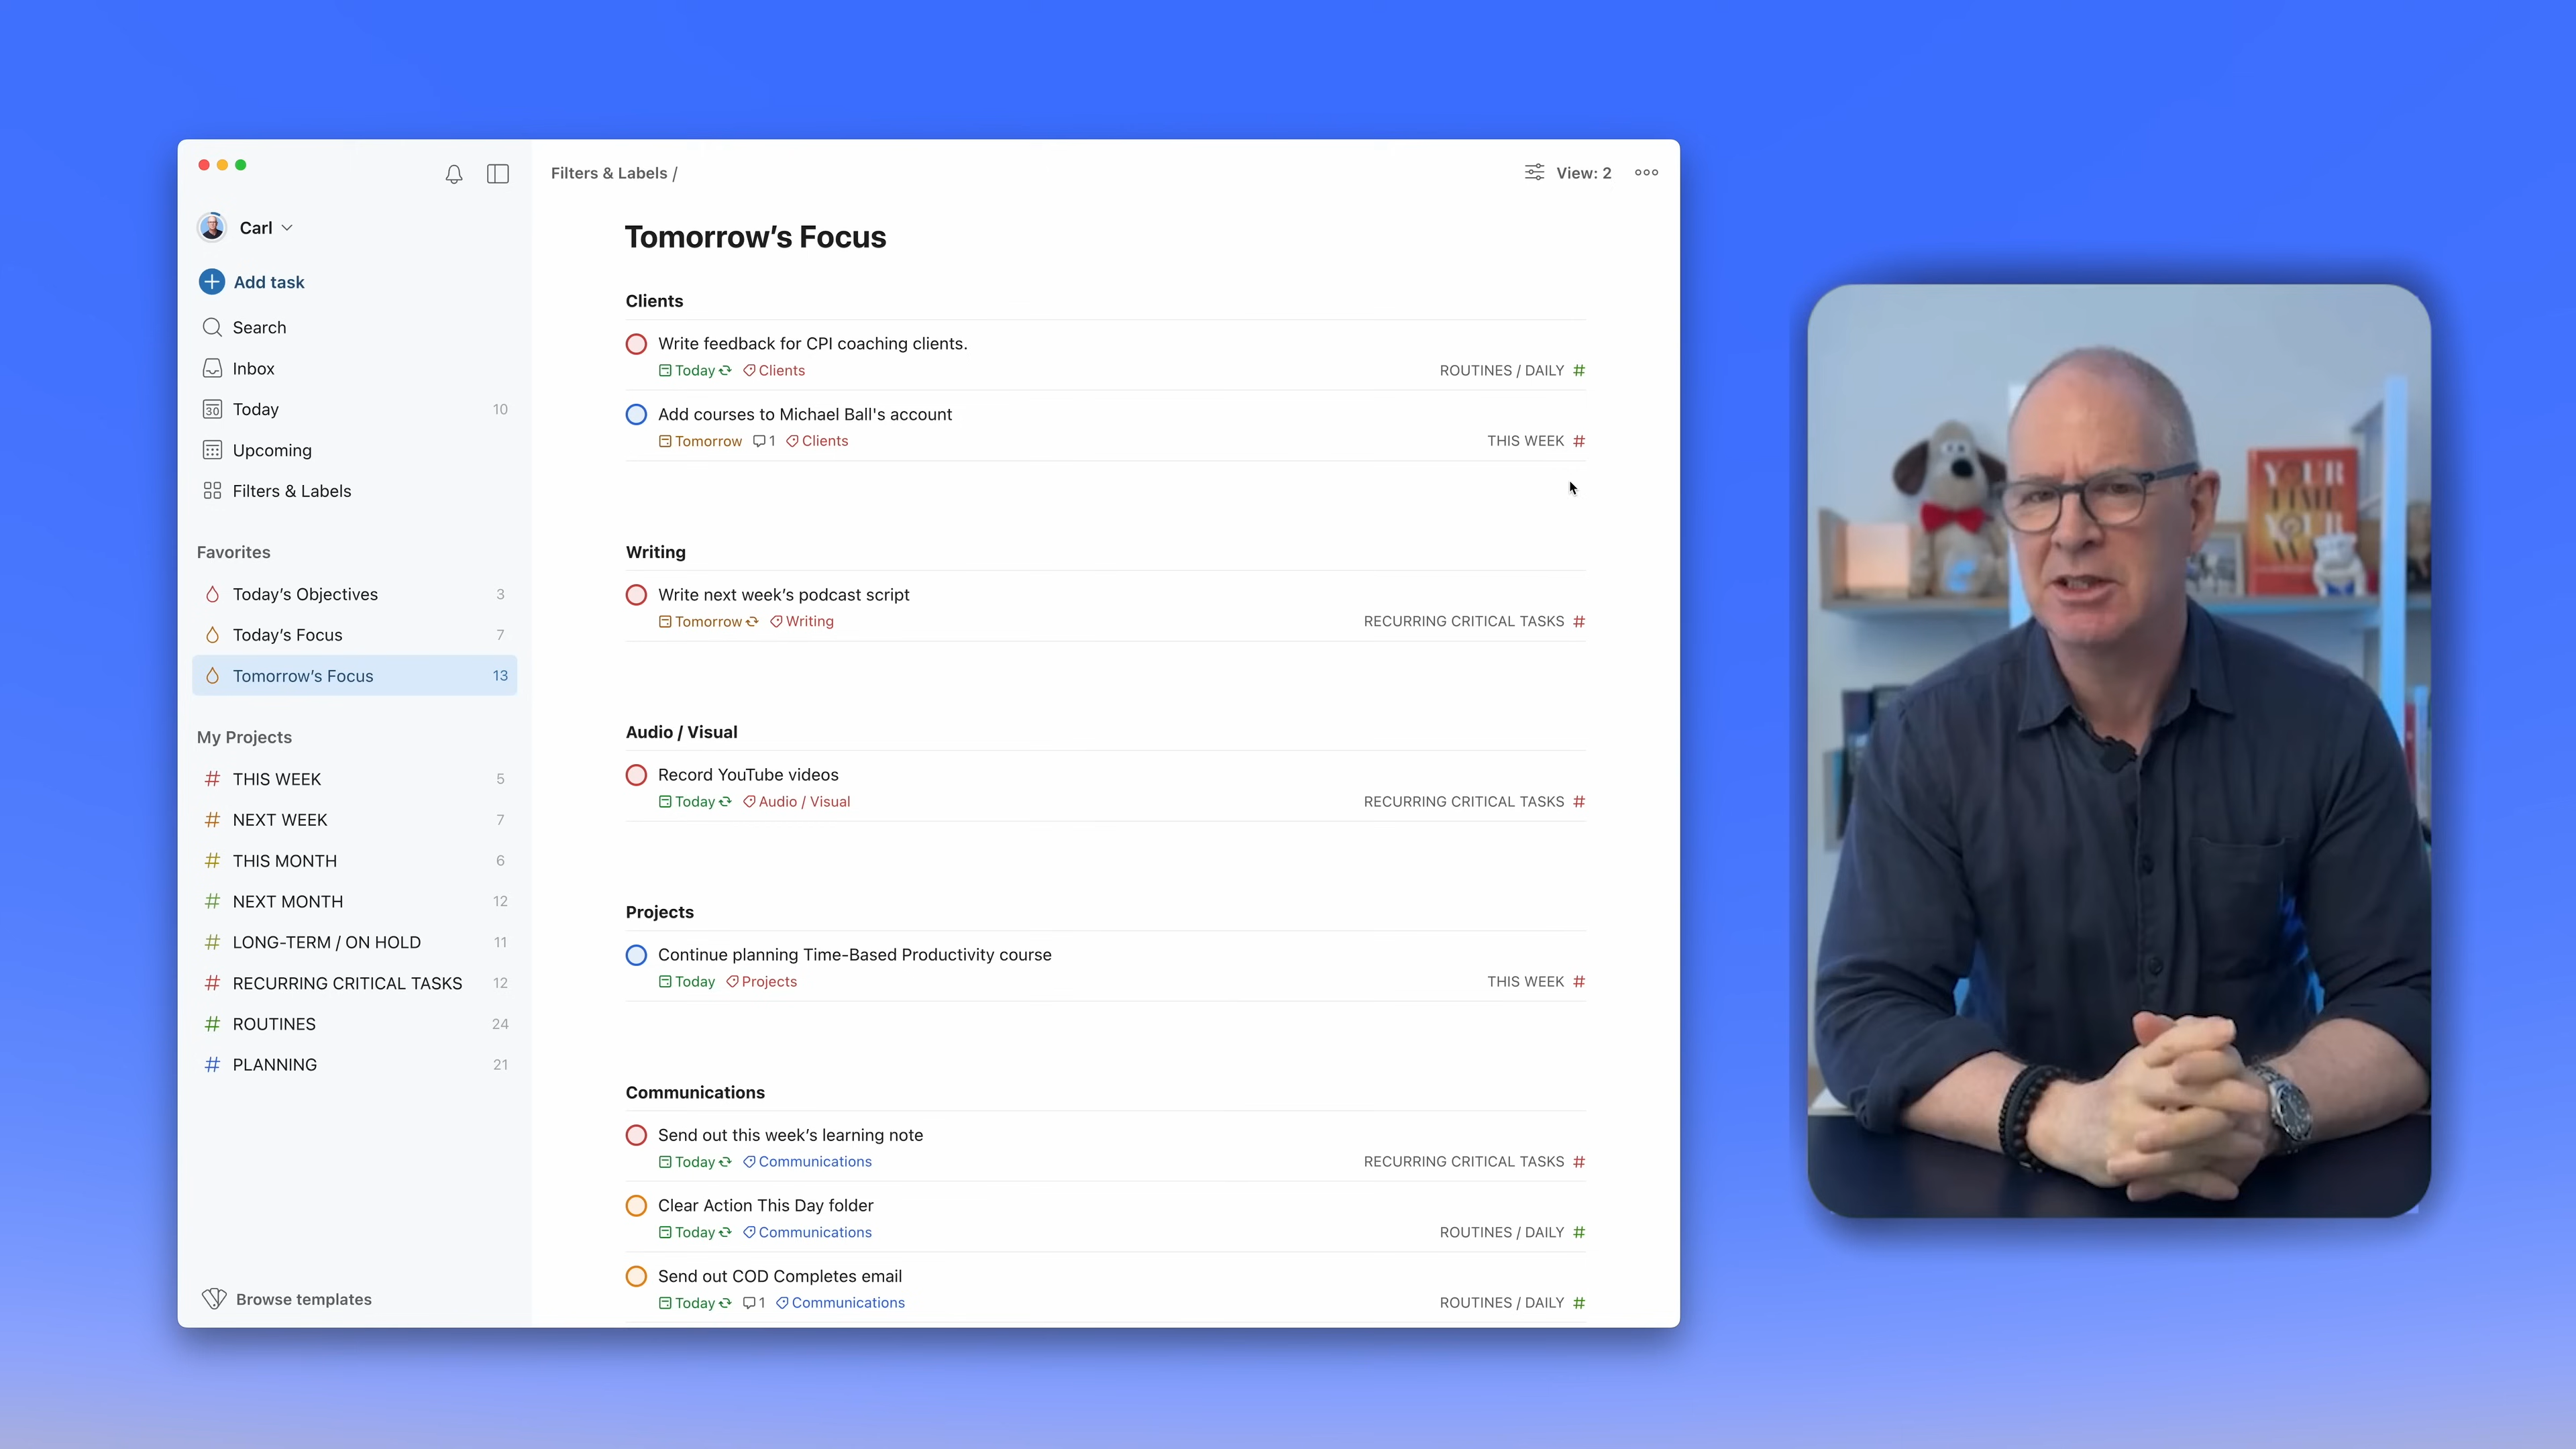 Filters & Labels /
View: 2
Carl
Add task
Search
Inbox
30 Today 10
Upcoming
Filters & Labels
Favorites
Today’s Objectives 3
Today’s Focus 7
Tomorrow’s Focus 13
My Projects
# THIS WEEK 5
# NEXT WEEK 7
# THIS MONTH 6
# NEXT MONTH 12
# LONG-TERM / ON HOLD 11
# RECURRING CRITICAL TASKS 12
# ROUTINES 24
# PLANNING 21
Browse templates
Tomorrow’s Focus
Clients
Write feedback for CPI coaching clients.
Today Clients ROUTINES / DAILY #
Add courses to Michael Ball's account
Tomorrow 1 Clients THIS WEEK #
Writing
Write next week’s podcast script
Tomorrow Writing RECURRING CRITICAL TASKS #
Audio / Visual
Record YouTube videos
Today Audio / Visual RECURRING CRITICAL TASKS #
Projects
Continue planning Time-Based Productivity course
Today Projects THIS WEEK #
Communications
Send out this week’s learning note
Today Communications RECURRING CRITICAL TASKS #
Clear Action This Day folder
Today Communications ROUTINES / DAILY #
Send out COD Completes email
Today 1 Communications ROUTINES / DAILY #
YOUR
TIME
YOUR